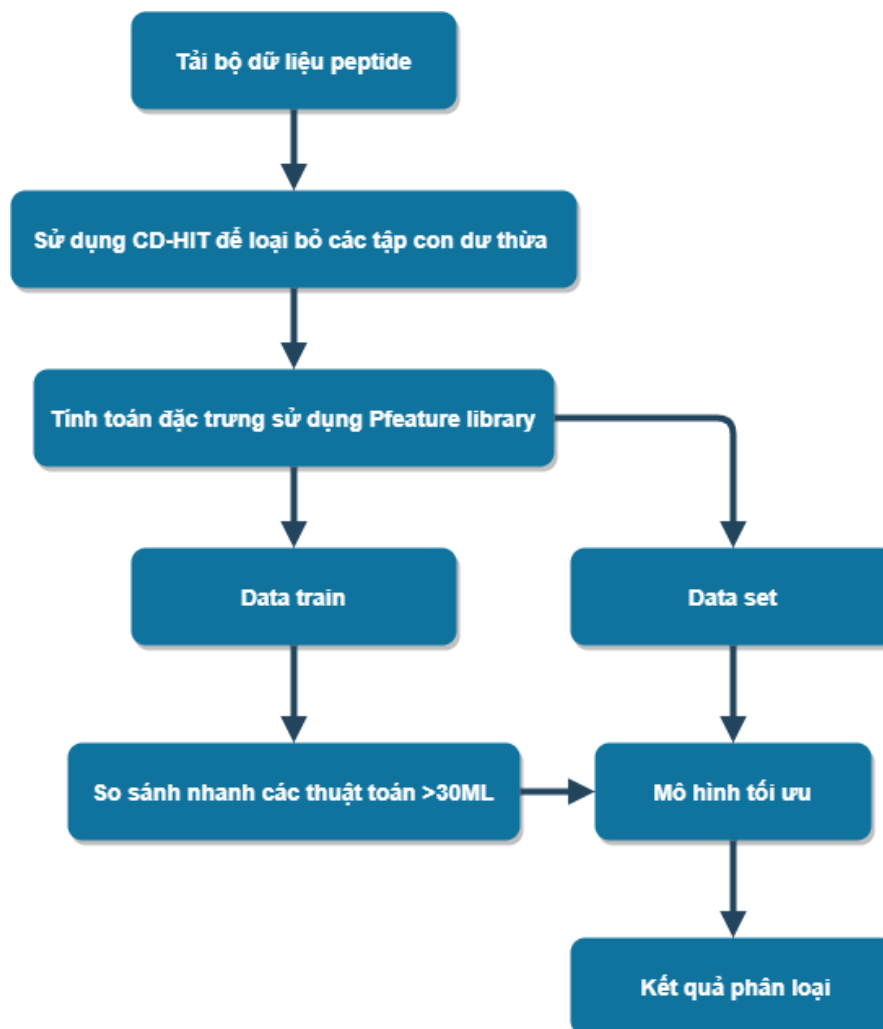 Tải bộ dữ liệu peptide
Sử dụng CD-HIT để loại bỏ các tập con dư thừa
Tính toán đặc trưng sử dụng Pfeature library
Data train
Data set
So sánh nhanh các thuật toán >30ML
Mô hình tối ưu
Kết quả phân loại